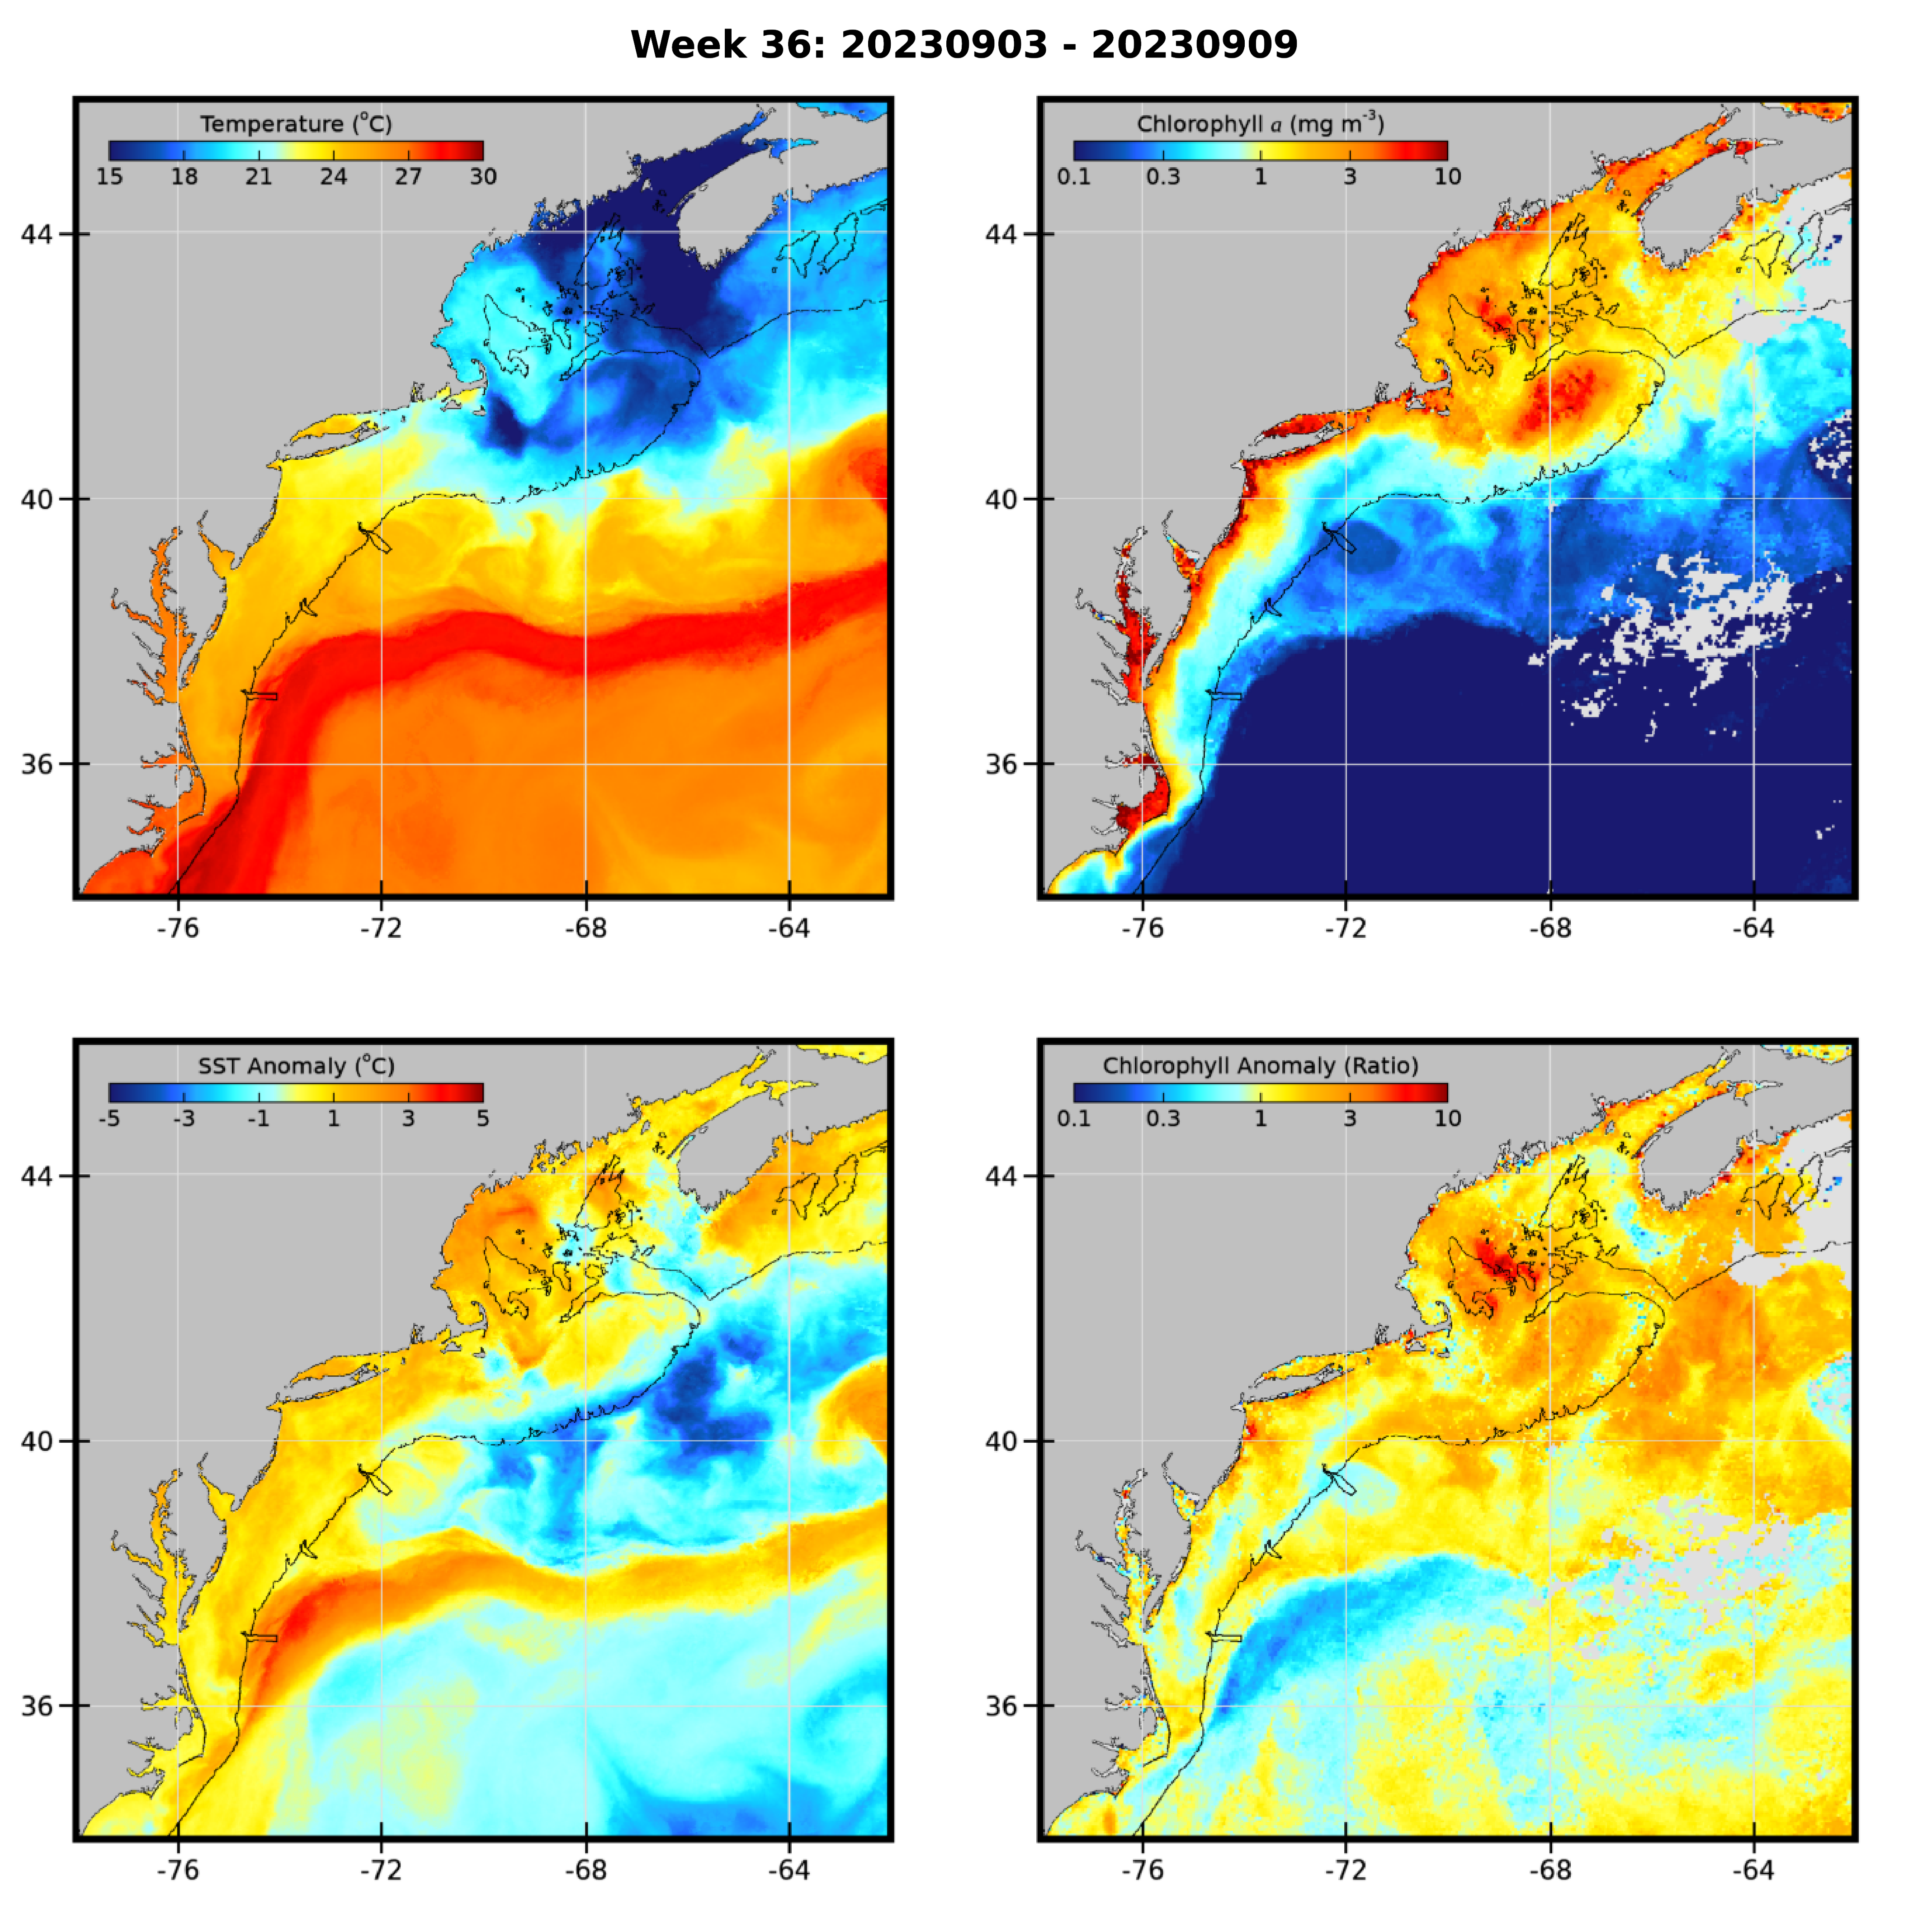 Week 36: 20230903 - 20230909
Temperature (°C)
15 18 21 24 27 30
44
40
36
-76 -72 -68 -64
Chlorophyll a (mg m⁻³)
0.1 0.3 1 3 10
44
40
36
-76 -72 -68 -64
SST Anomaly (°C)
-5 -3 -1 1 3 5
44
40
36
-76 -72 -68 -64
Chlorophyll Anomaly (Ratio)
0.1 0.3 1 3 10
44
40
36
-76 -72 -68 -64